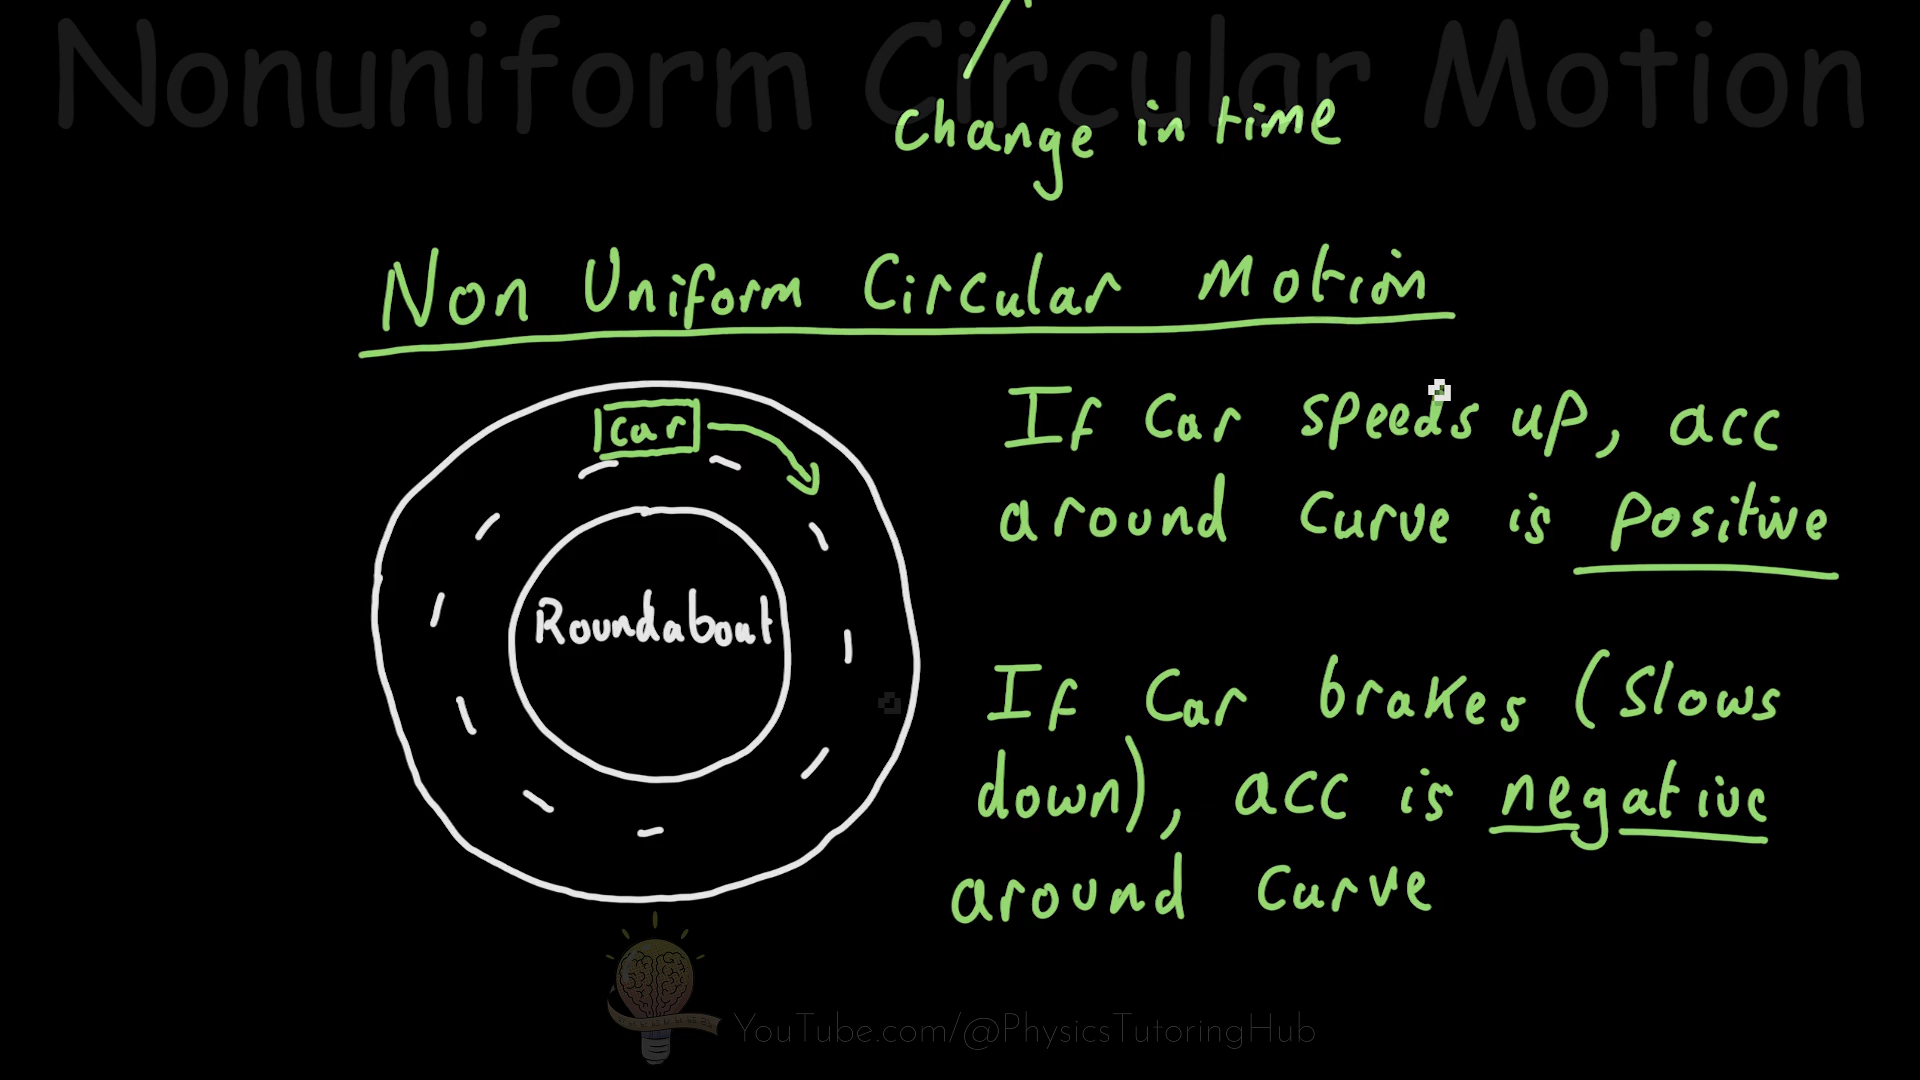 Nonuniform Circular Motion
change in time
Non Uniform Circular Motion
car
If Car speeds up, acc
around curve is positive
Roundabout
If Car brakes (slows
down), acc is negative
around curve
YouTube.com/@PhysicsTutoringHub